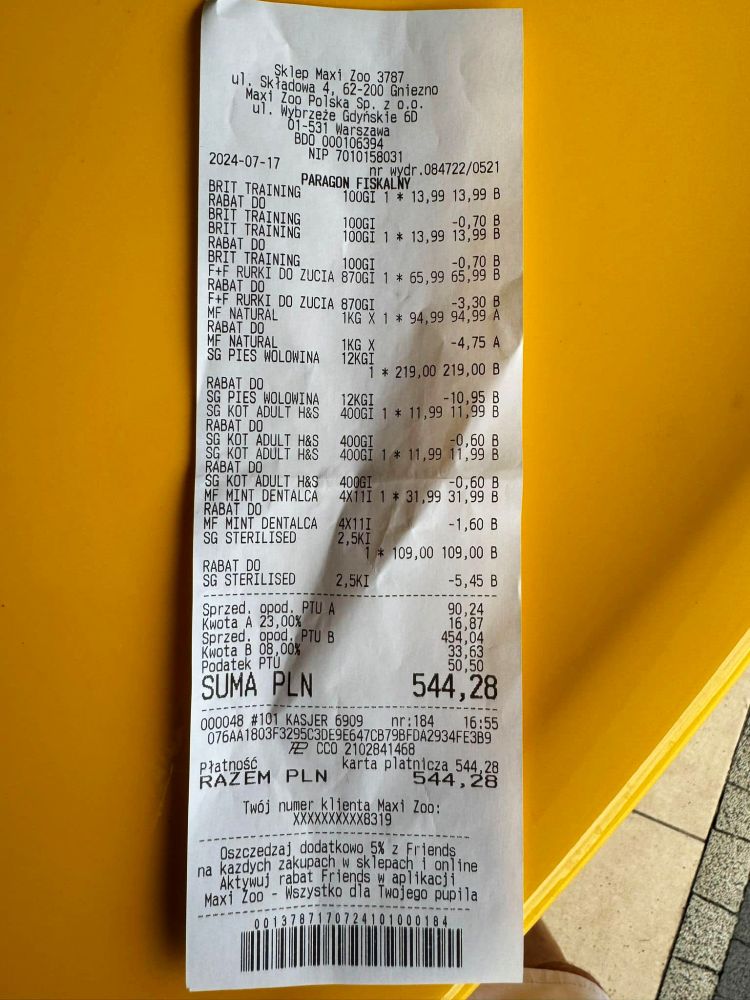 Sklep Maxi Zoo 3787
ul. Składowa 4, 62-200 Gniezno
Maxi Zoo Polska Sp. z o.o.
ul. Wybrzeże Gdyńskie 6D
01-531 Warszawa
BDO 000106394
NIP 7010158031
2024-07-17 nr wydr.084722/0521
PARAGON FISKALNY
BRIT TRAINING 100GI 1 * 13,99 13,99 B
RABAT DO
BRIT TRAINING 100GI -0,70 B
BRIT TRAINING 100GI 1 * 13,99 13,99 B
RABAT DO
BRIT TRAINING 100GI -0,70 B
F+F RURKI DO ZUCIA 870GI 1 * 65,99 65,99 B
RABAT DO
F+F RURKI DO ZUCIA 870GI -3,30 B
MF NATURAL 1KG X 1 * 94,99 94,99 A
RABAT DO
MF NATURAL 1KG X -4,75 A
SG PIES WOLOWINA 12KGI
1 * 219,00 219,00 B
RABAT DO
SG PIES WOLOWINA 12KGI -10,95 B
SG KOT ADULT H&S 400GI 1 * 11,99 11,99 B
RABAT DO
SG KOT ADULT H&S 400GI -0,60 B
SG KOT ADULT H&S 400GI 1 * 11,99 11,99 B
RABAT DO
SG KOT ADULT H&S 400GI -0,60 B
MF MINT DENTALCA 4X11I 1 * 31,99 31,99 B
RABAT DO
MF MINT DENTALCA 4X11I -1,60 B
SG STERILISED 2,5KI
1 * 109,00 109,00 B
RABAT DO
SG STERILISED 2,5KI -5,45 B
Sprzed. opod. PTU A 90,24
Kwota A 23,00% 16,87
Sprzed. opod. PTU B 454,04
Kwota B 08,00% 33,63
Podatek PTU 50,50
SUMA PLN 544,28
000048 #101 KASJER 6909 nr:184 16:55
076AA1803F3295C3DE9E647CB79BFDA2934FE3B9
CCO 2102841468
Płatność karta płatnicza 544,28
RAZEM PLN 544,28
Twój numer klienta Maxi Zoo:
XXXXXXXXXX8319
Oszczędzaj dodatkowo 5% z Friends
na każdych zakupach w sklepach i online
Aktywuj rabat Friends w aplikacji
Maxi Zoo - Wszystko dla Twojego pupila
0013787170724101000184